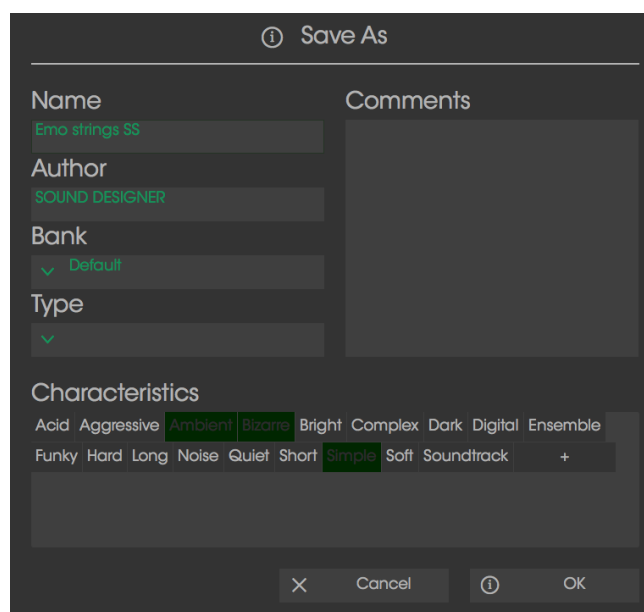 Save As
Name
Emo strings SS
Author
SOUND DESIGNER
Bank
Default
Type
Comments
Characteristics
Acid Aggressive Ambient Bizarre Bright Complex Dark Digital Ensemble
Funky Hard Long Noise Quiet Short Simple Soft Soundtrack +
Cancel
OK